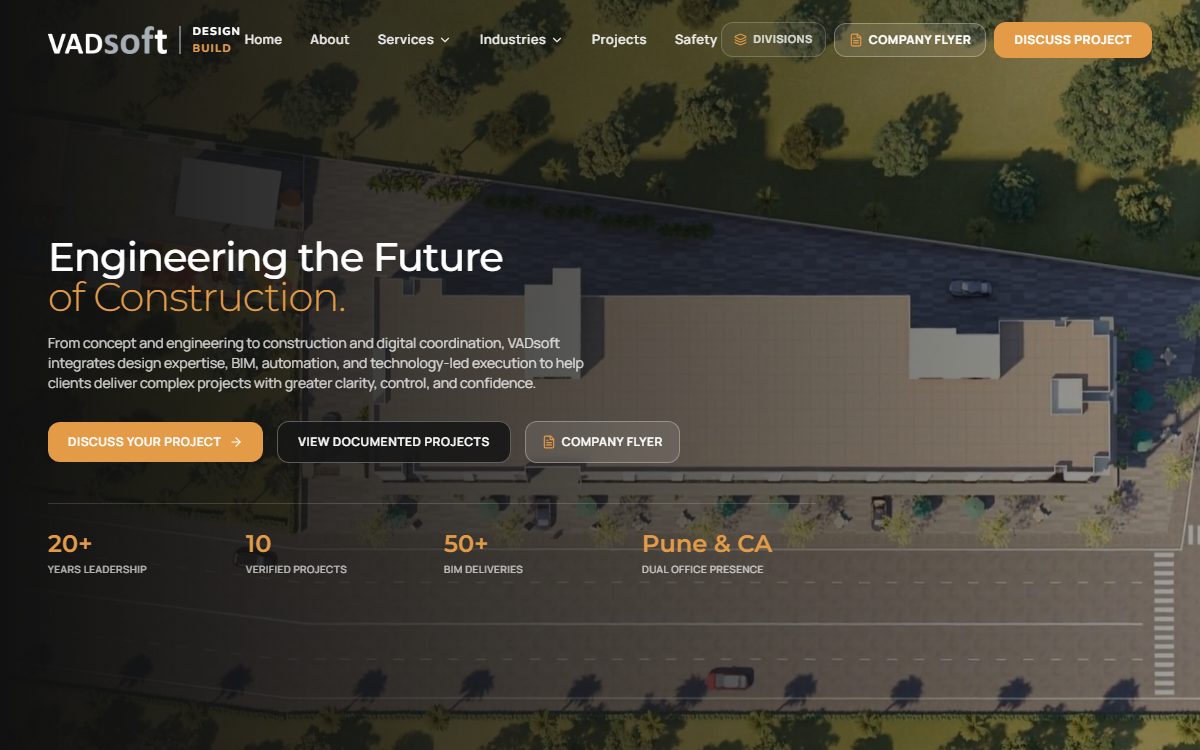 VADsoft
DESIGN
BUILD
Home
About
Services
Industries
Projects
Safety
DIVISIONS
COMPANY FLYER
DISCUSS PROJECT
Engineering the Future
of Construction.
From concept and engineering to construction and digital coordination, VADsoft
integrates design expertise, BIM, automation, and technology-led execution to help
clients deliver complex projects with greater clarity, control, and confidence.
DISCUSS YOUR PROJECT
VIEW DOCUMENTED PROJECTS
COMPANY FLYER
20+
YEARS LEADERSHIP
10
VERIFIED PROJECTS
50+
BIM DELIVERIES
Pune & CA
DUAL OFFICE PRESENCE